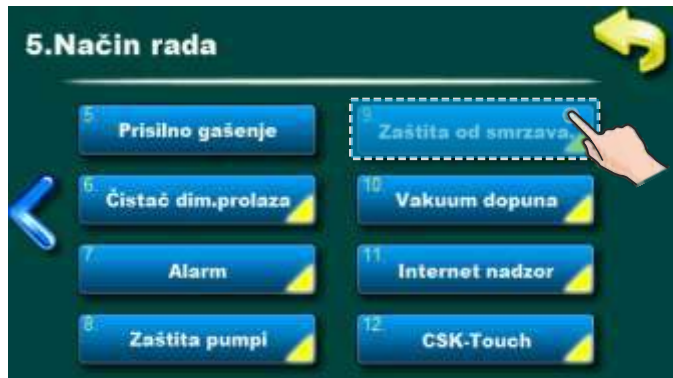 5.Način rada
5.
Prisilno gašenje
6.
Čistač dim.prolaza
7.
Alarm
8.
Zaštita pumpi
9.
Zaštita od smrzava.
10.
Vakuum dopuna
11.
Internet nadzor
12.
CSK-Touch